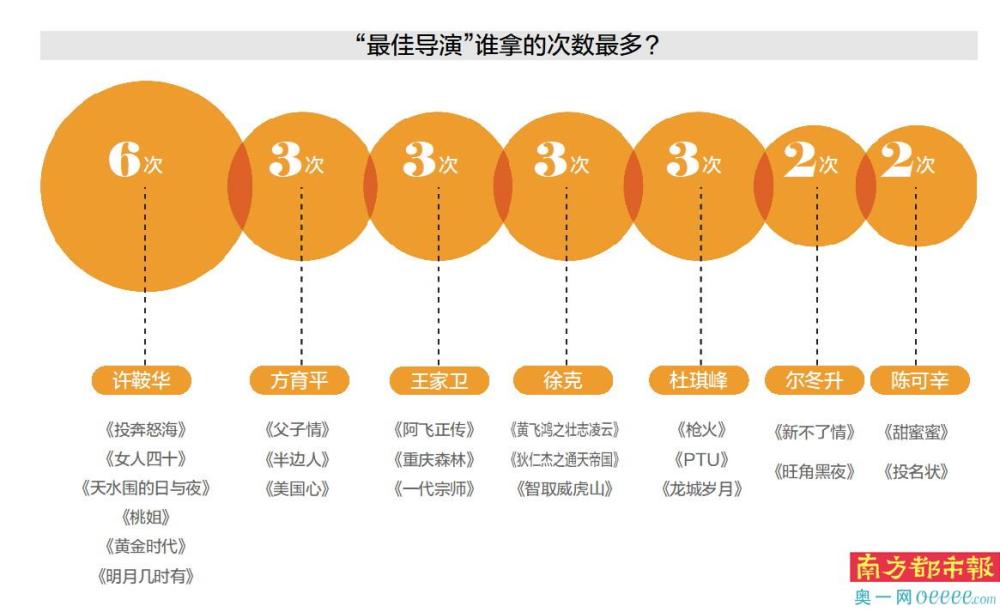 “最佳导演”谁拿的次数最多？
6次
3次
3次
3次
3次
2次
2次
许鞍华
《投奔怒海》
《女人四十》
《天水围的日与夜》
《桃姐》
《黄金时代》
《明月几时有》
方育平
《父子情》
《半边人》
《美国心》
王家卫
《阿飞正传》
《重庆森林》
《一代宗师》
徐克
《黄飞鸿之壮志凌云》
《狄仁杰之通天帝国》
《智取威虎山》
杜琪峰
《枪火》
《PTU》
《龙城岁月》
尔冬升
《新不了情》
《旺角黑夜》
陈可辛
《甜蜜蜜》
《投名状》
南方都市報
奥一网oeeee.com